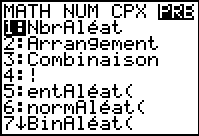 MATH NUM CPX PRB
1:NbrAléat
2:Arrangement
3:Combinaison
4:!
5:entAléat(
6:normAléat(
7↓BinAléat(